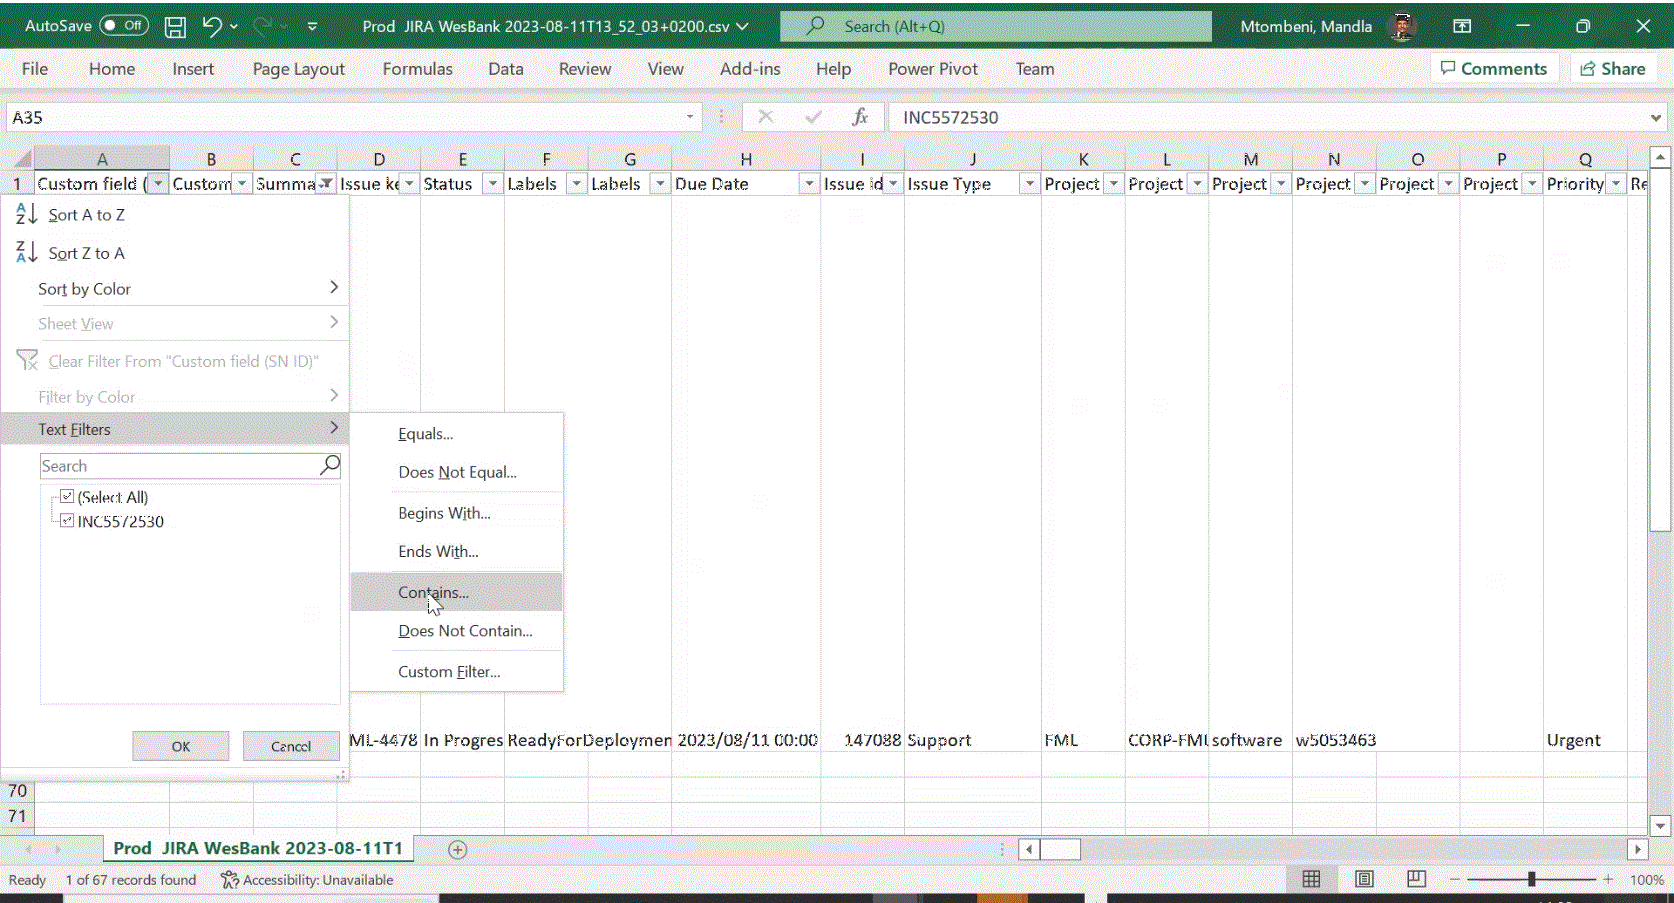 AutoSave Off Prod JIRA WesBank 2023-08-11T13_52_03+0200.csv Search (Alt+Q) Mtombeni, Mandla
File Home Insert Page Layout Formulas Data Review View Add-ins Help Power Pivot Team Comments Share
A35 fx INC5572530
A B C D E F G H I J K L M N O P Q
1 Custom field ( Custom Summa Issue ke Status Labels Labels Due Date Issue id Issue Type Project Project Project Project Project Project Priority Re
Sort A to Z
Sort Z to A
Sort by Color
Sheet View
Clear Filter From "Custom field (SN ID)"
Filter by Color
Text Filters
Equals...
Does Not Equal...
Begins With...
Ends With...
Contains...
Does Not Contain...
Custom Filter...
Search
(Select All)
INC5572530
OK Cancel
ML-4478 In Progres ReadyForDeploymen 2023/08/11 00:00 147088 Support FML CORP-FML software w5053463 Urgent
70
71
Prod JIRA WesBank 2023-08-11T1
Ready 1 of 67 records found Accessibility: Unavailable 100%